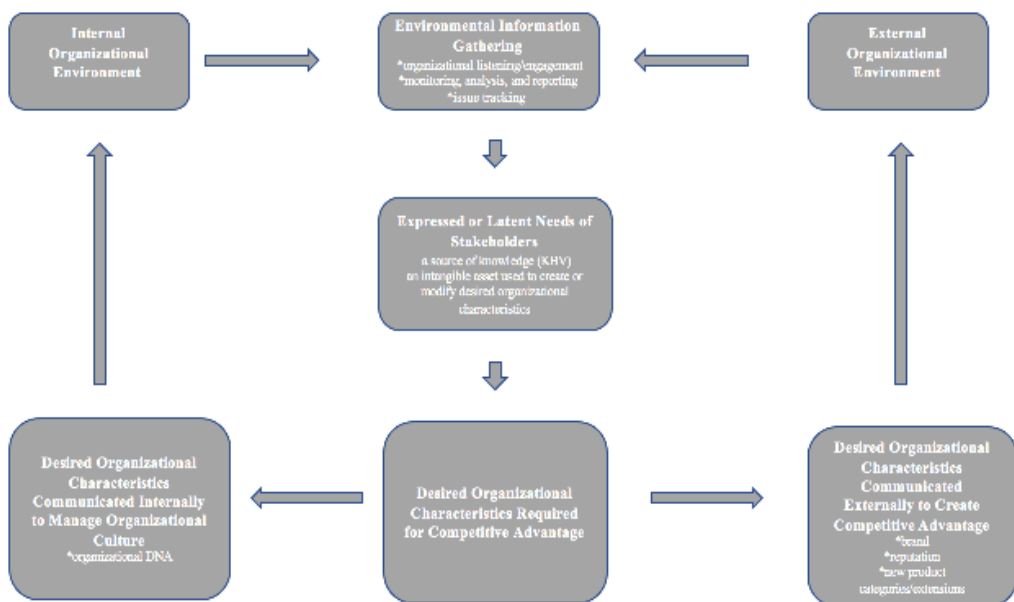 Internal
Organizational
Environment
Environmental Information
Gathering
*organizational listening/engagement
*monitoring, analysis, and reporting
*issue tracking
External
Organizational
Environment
Expressed or Latent Needs of
Stakeholders
a source of knowledge (KBV)
an intangible asset used to create or
modify desired organizational
characteristics
Desired Organizational
Characteristics
Communicated Internally
to Manage Organizational
Culture
*organizational DNA
Desired Organizational
Characteristics Required
for Competitive Advantage
Desired Organizational
Characteristics
Communicated
Externally to Create
Competitive Advantage
*brand
*reputation
*new product
categories/extensions